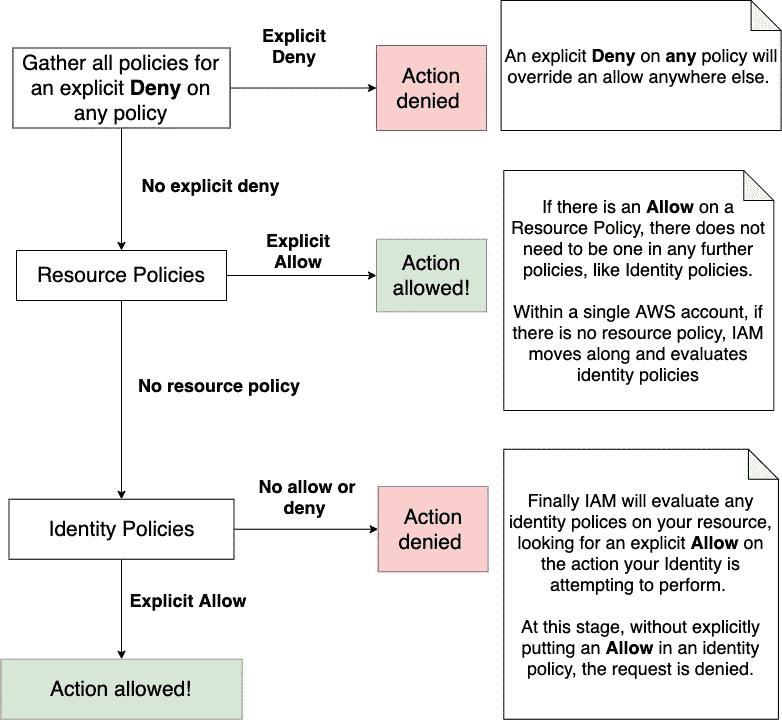 Explicit
Deny
Gather all policies for
an explicit Deny on
any policy
Action
denied
An explicit Deny on any policy will
override an allow anywhere else.
No explicit deny
If there is an Allow on a
Resource Policy, there does not
need to be one in any further
policies, like Identity policies.
Within a single AWS account, if
there is no resource policy, IAM
moves along and evaluates
identity policies
Resource Policies
Explicit
Allow
Action
allowed!
No resource policy
Identity Policies
No allow or
deny
Action
denied
Finally IAM will evaluate any
identity polices on your resource,
looking for an explicit Allow on
the action your Identity is
attempting to perform.
At this stage, without explicitly
putting an Allow in an identity
policy, the request is denied.
Explicit Allow
Action allowed!